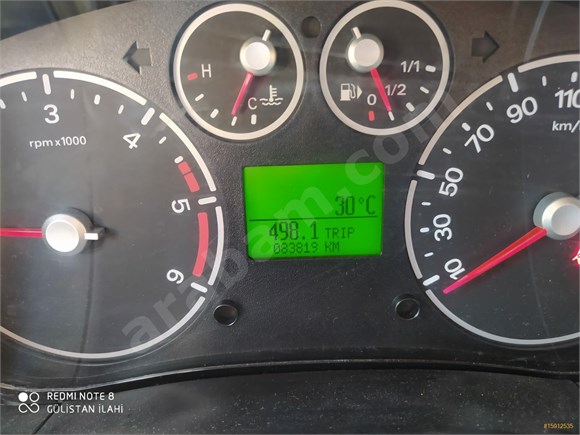 H
C
1/1
1/2
0
3
4
5
6
rpm x1000
10
50
70
90
110
km/
30°C
498.1 TRIP
083819 KM
arabam.com
REDMI NOTE 8
GÜLİSTAN İLAHİ
#15912535